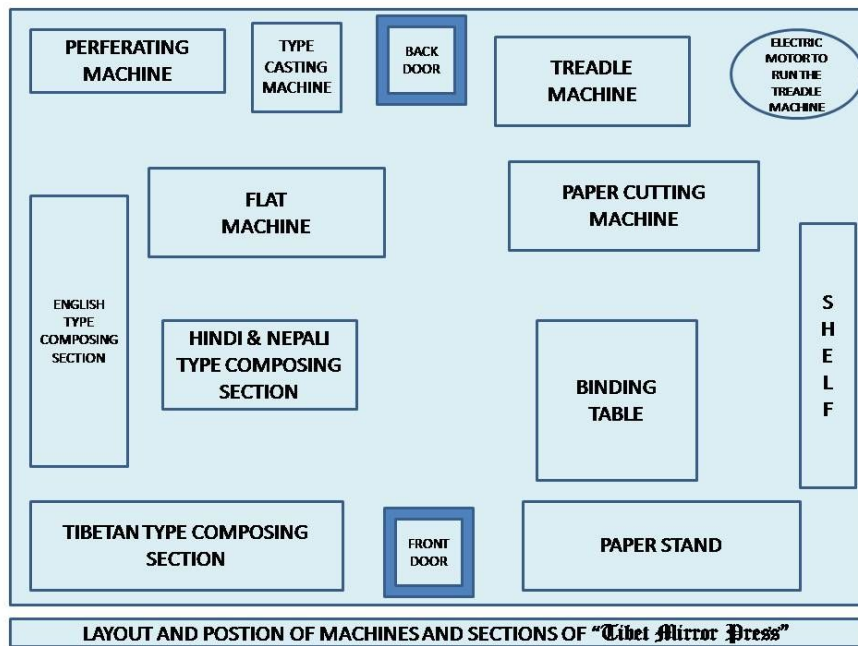 PERFERATING
MACHINE
TYPE
CASTING
MACHINE
BACK
DOOR
TREADLE
MACHINE
ELECTRIC
MOTOR TO
RUN THE
TREADLE
MACHINE
FLAT
MACHINE
PAPER CUTTING
MACHINE
ENGLISH
TYPE
COMPOSING
SECTION
HINDI & NEPALI
TYPE COMPOSING
SECTION
BINDING
TABLE
S
H
E
L
F
TIBETAN TYPE COMPOSING
SECTION
FRONT
DOOR
PAPER STAND
LAYOUT AND POSTION OF MACHINES AND SECTIONS OF "Tibet Mirror Press"